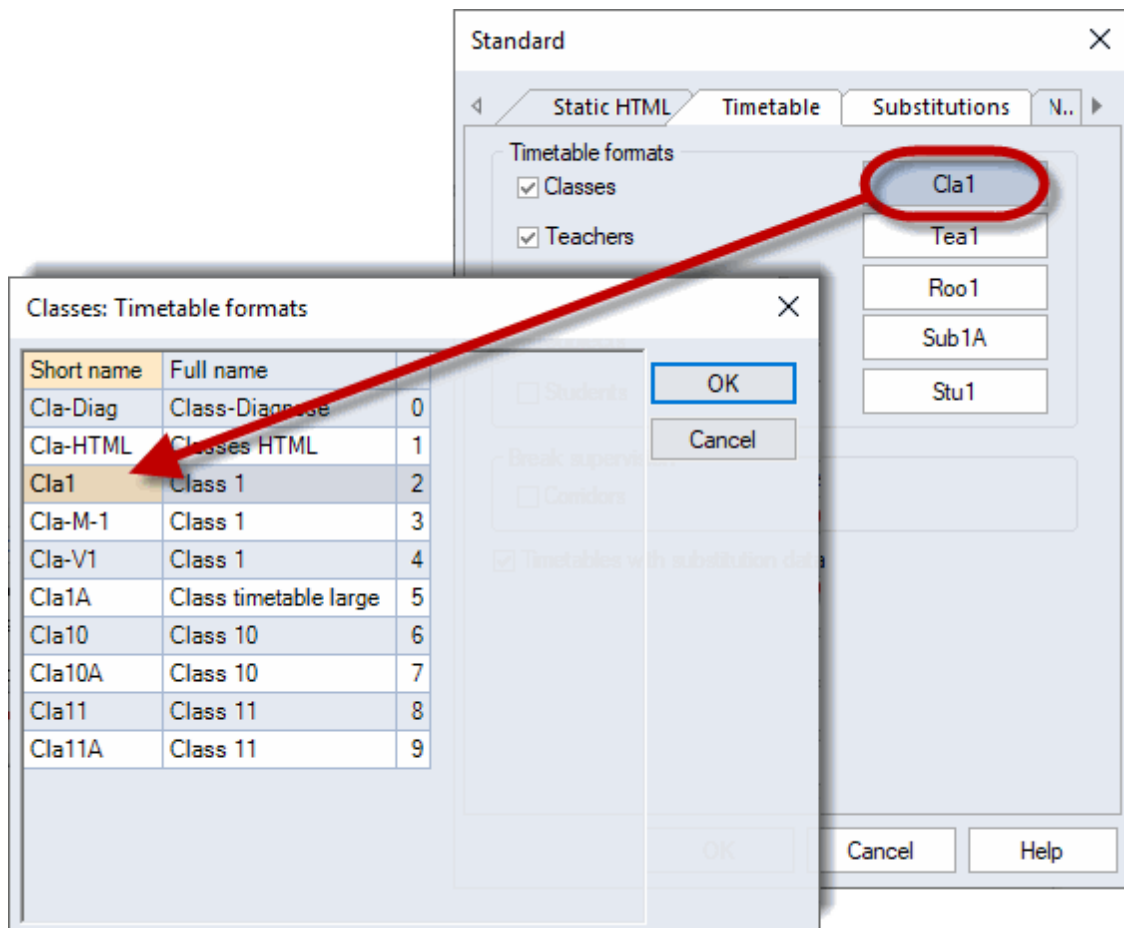 Standard
Static HTML Timetable Substitutions N..
Timetable formats
Classes Cla1
Teachers Tea1
Roo1
Sub1A
Students Stu1
Break supervision
Corridors
Timetables with substitution data
OK Cancel Help
Classes: Timetable formats
Short name Full name
Cla-Diag Class-Diagnose 0
Cla-HTML Classes HTML 1
Cla1 Class 1 2
Cla-M-1 Class 1 3
Cla-V1 Class 1 4
Cla1A Class timetable large 5
Cla10 Class 10 6
Cla10A Class 10 7
Cla11 Class 11 8
Cla11A Class 11 9
OK
Cancel